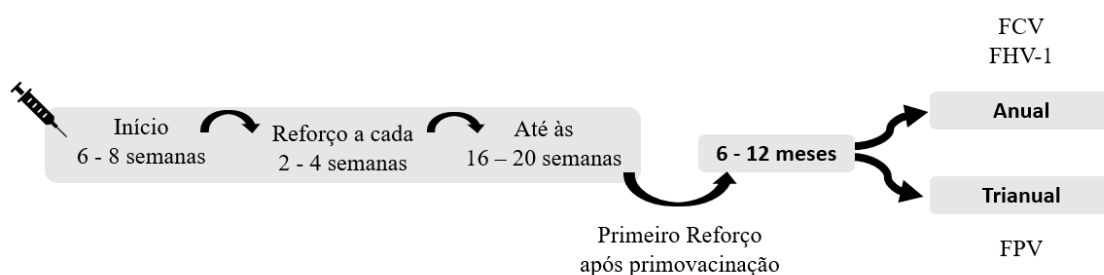 Início
6 - 8 semanas
Reforço a cada
2 - 4 semanas
Até às
16 – 20 semanas
Primeiro Reforço
após primovacinação
6 - 12 meses
FCV
FHV-1
Anual
Trianual
FPV